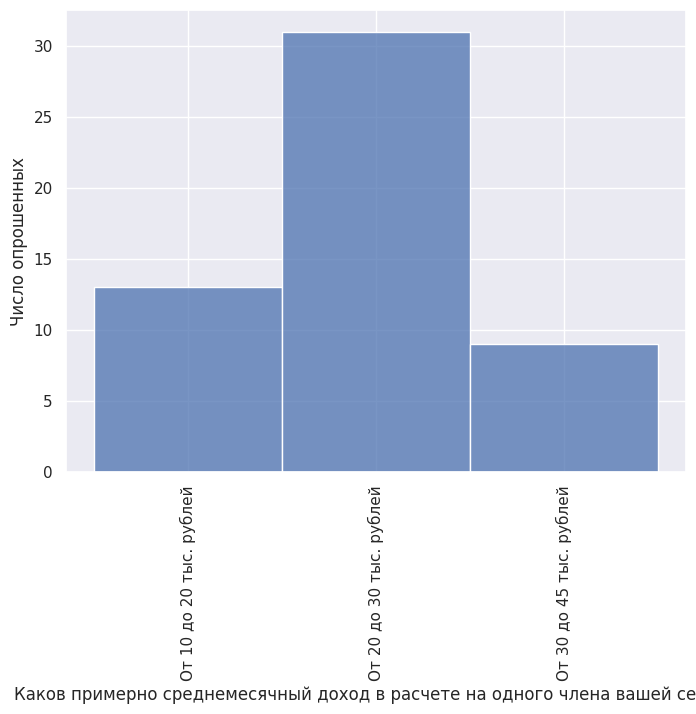 30
25
20
15
10
5
0
Число опрошенных
От 10 до 20 тыс. рублей
От 20 до 30 тыс. рублей
От 30 до 45 тыс. рублей
Каков примерно среднемесячный доход в расчете на одного члена вашей се